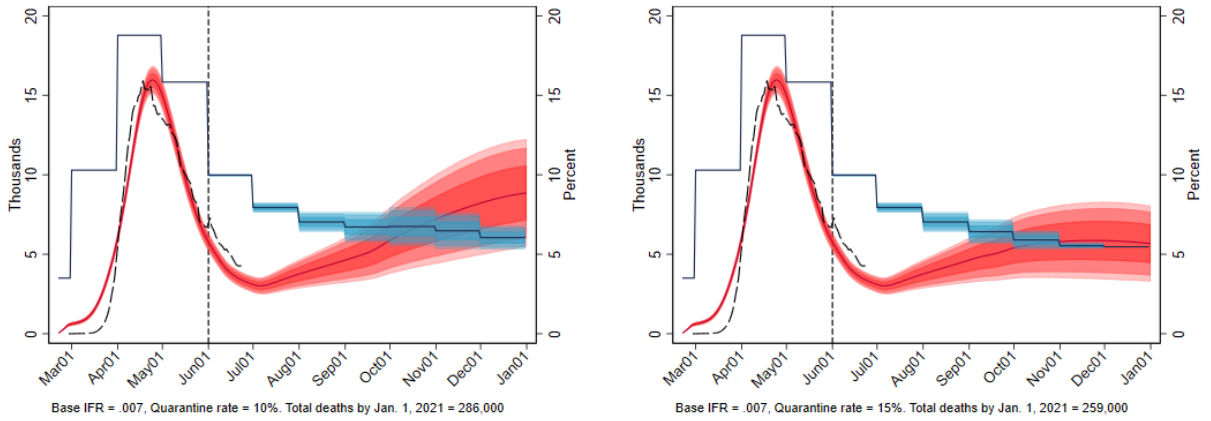 20
15
10
5
0
Thousands
20
15
10
5
0
Percent
Mar01 Apr01 May01 Jun01 Jul01 Aug01 Sep01 Oct01 Nov01 Dec01 Jan01
Base IFR = .007, Quarantine rate = 10%. Total deaths by Jan. 1, 2021 = 286,000
20
15
10
5
0
Thousands
20
15
10
5
0
Percent
Mar01 Apr01 May01 Jun01 Jul01 Aug01 Sep01 Oct01 Nov01 Dec01 Jan01
Base IFR = .007, Quarantine rate = 15%. Total deaths by Jan. 1, 2021 = 259,000